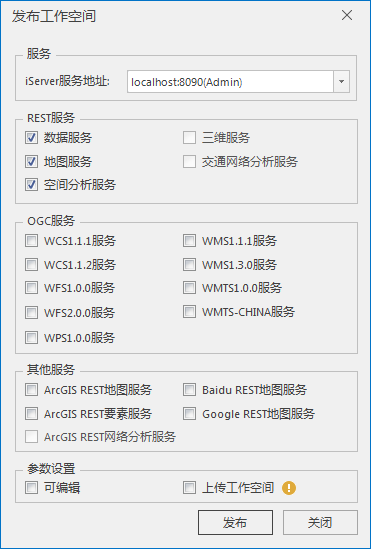 发布工作空间
服务
iServer服务地址: localhost:8090(Admin)
REST服务
数据服务 三维服务
地图服务 交通网络分析服务
空间分析服务
OGC服务
WCS1.1.1服务 WMS1.1.1服务
WCS1.1.2服务 WMS1.3.0服务
WFS1.0.0服务 WMTS1.0.0服务
WFS2.0.0服务 WMTS-CHINA服务
WPS1.0.0服务
其他服务
ArcGIS REST地图服务 Baidu REST地图服务
ArcGIS REST要素服务 Google REST地图服务
ArcGIS REST网络分析服务
参数设置
可编辑 上传工作空间 !
发布 关闭